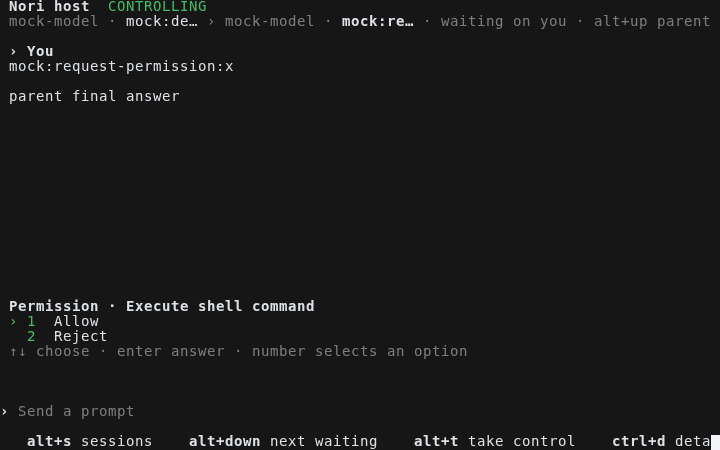 Nori host  CONTROLLING
mock-model · mock:de… › mock-model · mock:re… · waiting on you · alt+up parent
› You
mock:request-permission:x
parent final answer
Permission · Execute shell command
› 1  Allow
2  Reject
↑↓ choose · enter answer · number selects an option
› Send a prompt
alt+s sessions    alt+down next waiting    alt+t take control    ctrl+d deta